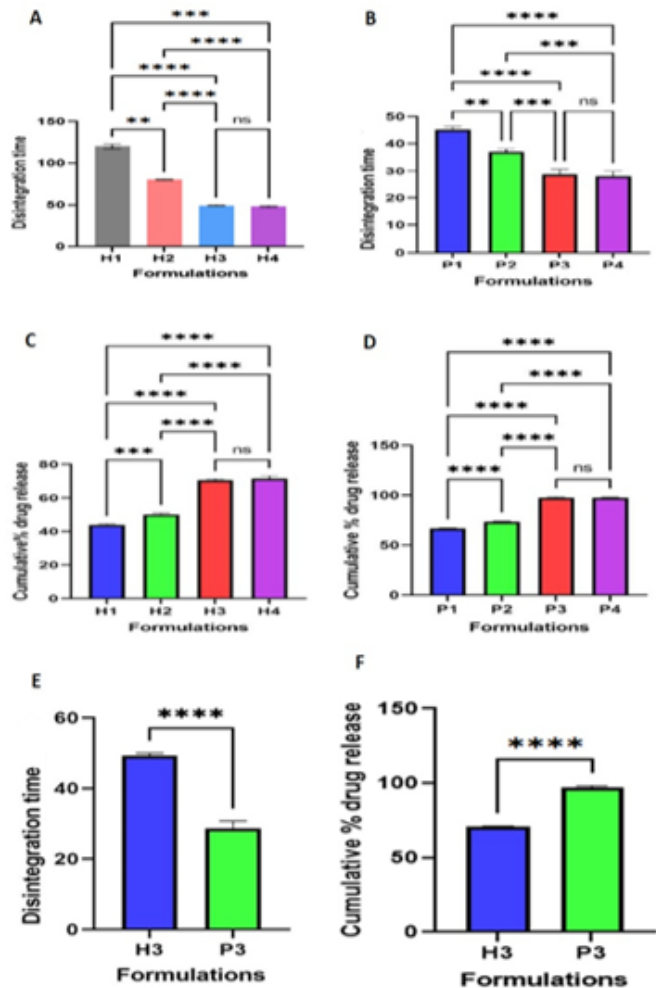 A
***
****
****
****
**
ns
150
100
50
0
Disintegration time
H1 H2 H3 H4
Formulations
B
****
***
****
** *** ns
50
40
30
20
10
0
Disintegration time
P1 P2 P3 P4
Formulations
C
****
****
****
****
***
ns
80
60
40
20
0
Cumulative% drug release
H1 H2 H3 H4
Formulations
D
****
****
****
****
****
ns
150
100
50
0
Cumulative % drug release
P1 P2 P3 P4
Formulations
E
****
60
40
20
0
Disintegration time
H3 P3
Formulations
F
****
150
100
50
0
Cumulative % drug release
H3 P3
Formulations